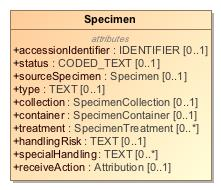 Specimen
attributes
+accessionIdentifier : IDENTIFIER [0..1]
+status : CODED_TEXT [0..1]
+sourceSpecimen : Specimen [0..1]
+type : TEXT [0..1]
+collection : SpecimenCollection [0..1]
+container : SpecimenContainer [0..1]
+treatment : SpecimenTreatment [0..*]
+handlingRisk : TEXT [0..*]
+specialHandling : TEXT [0..*]
+receiveAction : Attribution [0..1]